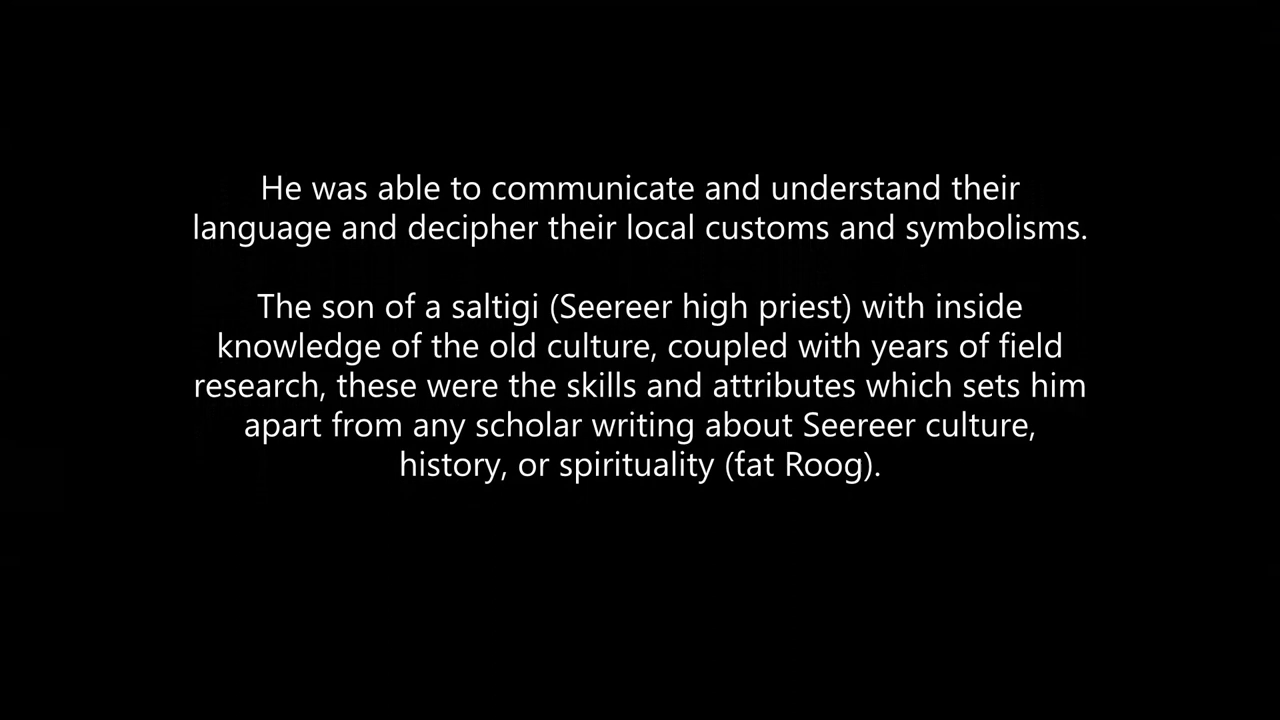 He was able to communicate and understand their
language and decipher their local customs and symbolisms.
The son of a saltigi (Seereer high priest) with inside
knowledge of the old culture, coupled with years of field
research, these were the skills and attributes which sets him
apart from any scholar writing about Seereer culture,
history, or spirituality (fat Roog).